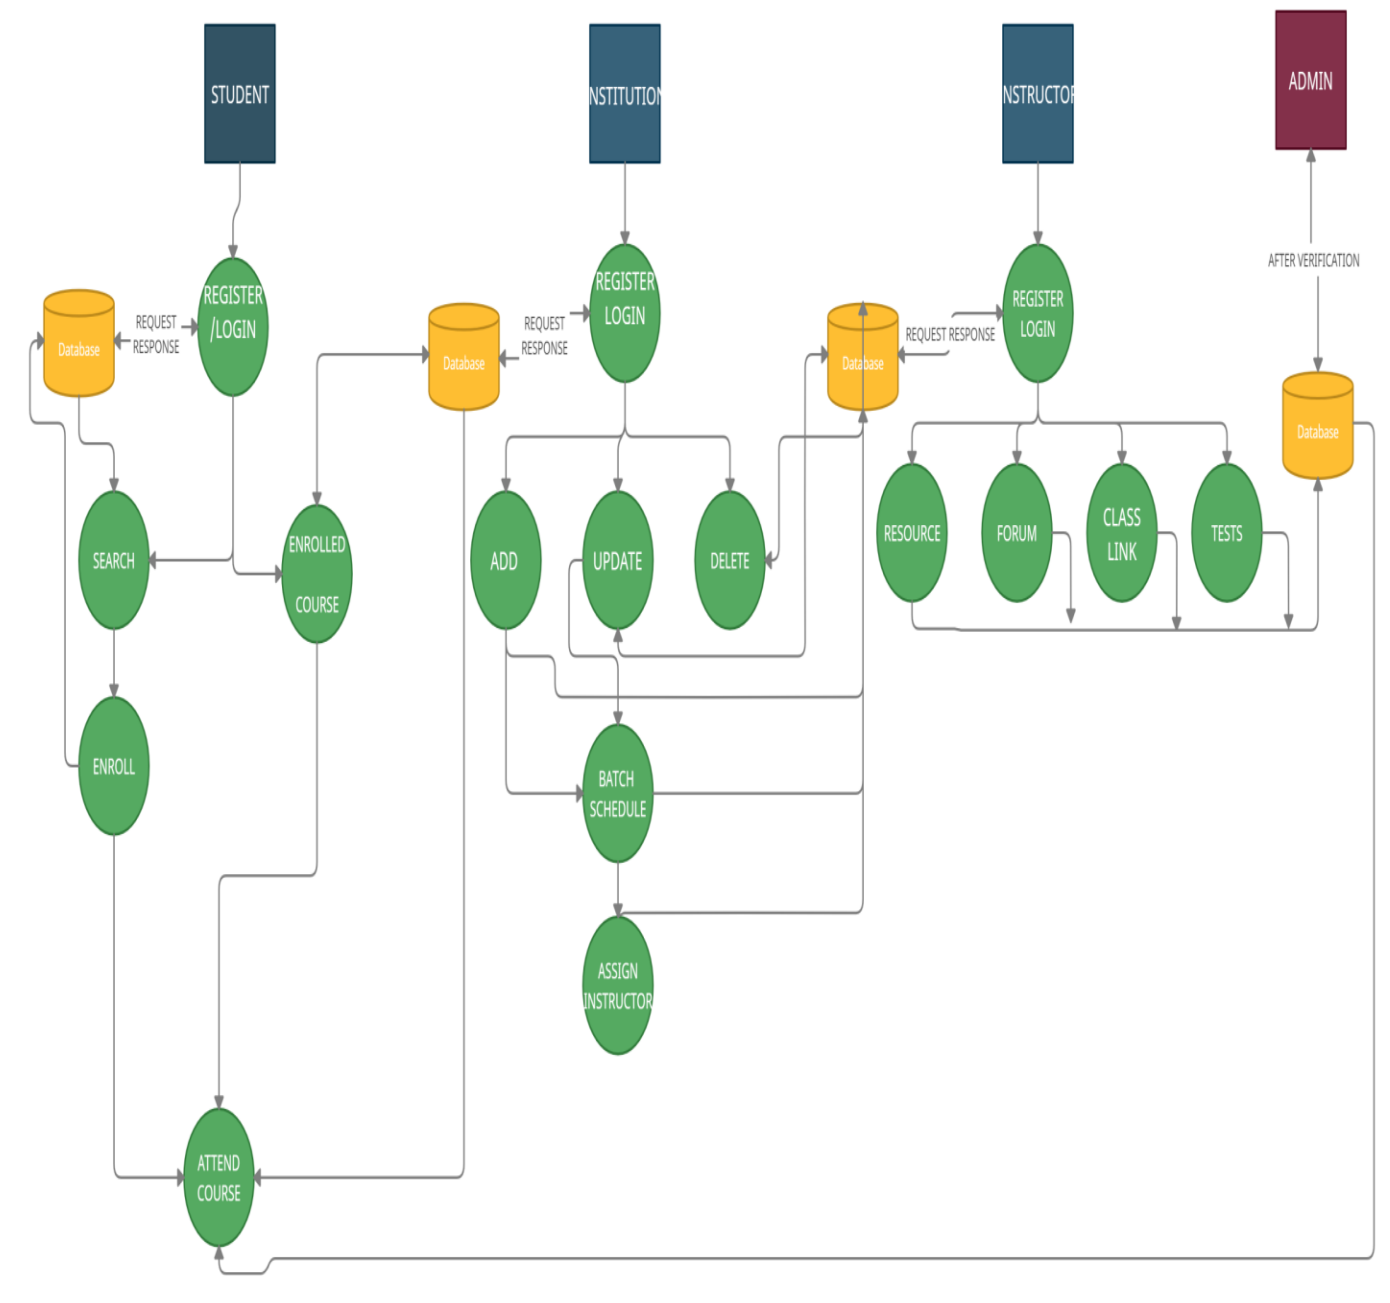 STUDENT
NSTITUTION
NSTRUCTOR
ADMIN
REGISTER
/LOGIN
REQUEST
RESPONSE
Database
REGISTER
LOGIN
REQUEST
RESPONSE
Database
REGISTER
LOGIN
REQUEST RESPONSE
Database
AFTER VERIFICATION
Database
SEARCH
ENROLLED
COURSE
ADD
UPDATE
DELETE
RESOURCE
FORUM
CLASS
LINK
TESTS
ENROLL
BATCH
SCHEDULE
ASSIGN
INSTRUCTOR
ATTEND
COURSE